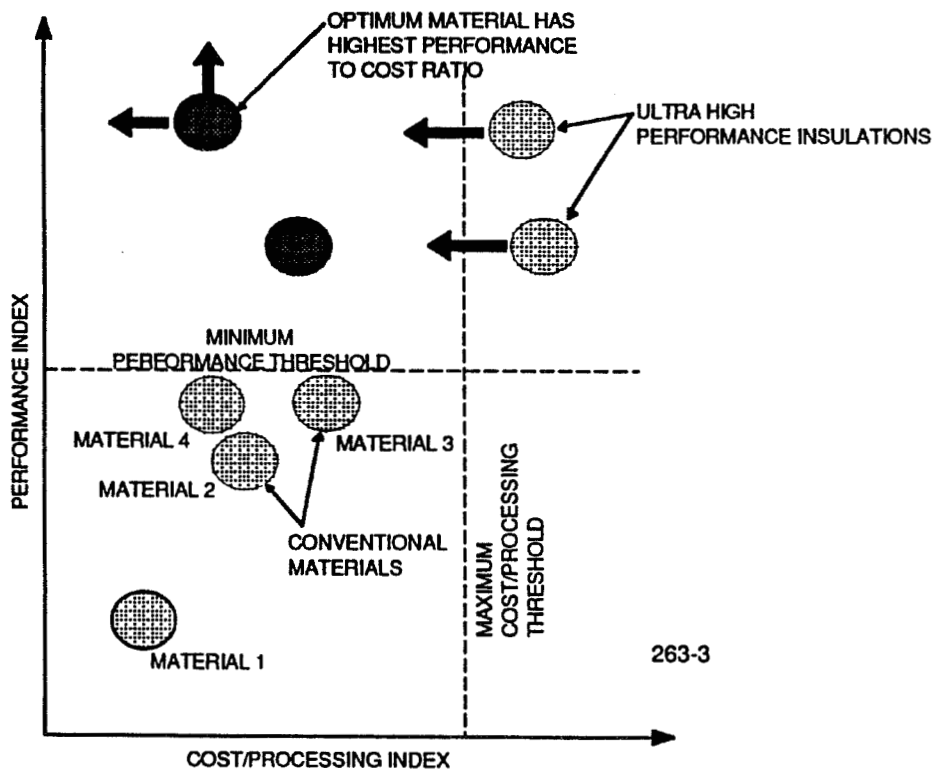 OPTIMUM MATERIAL HAS
HIGHEST PERFORMANCE
TO COST RATIO
ULTRA HIGH
PERFORMANCE INSULATIONS
PERFORMANCE INDEX
MINIMUM
PERFORMANCE THRESHOLD
MATERIAL 4
MATERIAL 3
MATERIAL 2
CONVENTIONAL
MATERIALS
MAXIMUM
COST/PROCESSING
THRESHOLD
MATERIAL 1
263-3
COST/PROCESSING INDEX